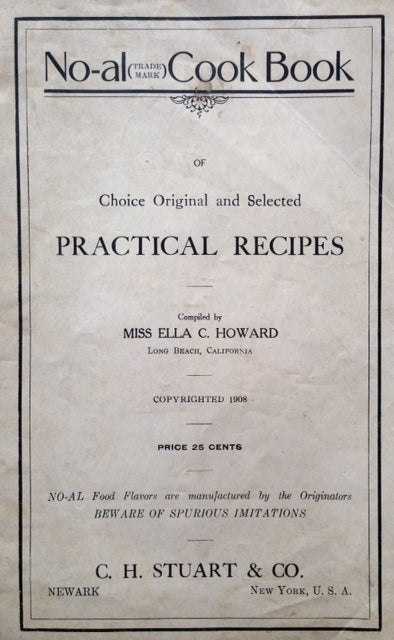 No-al (TRADE MARK) Cook Book
OF
Choice Original and Selected
PRACTICAL RECIPES
Compiled by
MISS ELLA C. HOWARD
LONG BEACH, CALIFORNIA
COPYRIGHTED 1908
PRICE 25 CENTS
NO-AL Food Flavors are manufactured by the Originators
BEWARE OF SPURIOUS IMITATIONS
C. H. STUART & CO.
NEWARK NEW YORK, U. S. A.